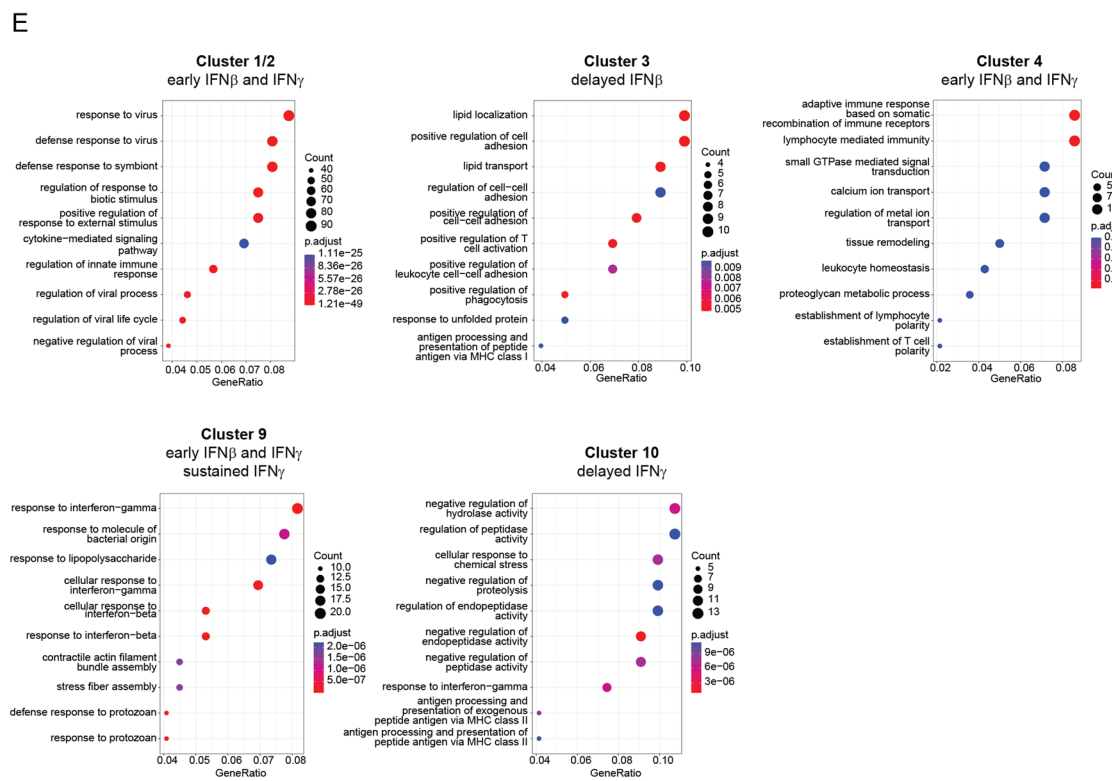 E
Cluster 1/2
early IFNβ and IFNγ
response to virus
defense response to virus
defense response to symbiont
regulation of response to
biotic stimulus
positive regulation of
response to external stimulus
cytokine-mediated signaling
pathway
regulation of innate immune
response
regulation of viral process
regulation of viral life cycle
negative regulation of viral
process
0.04 0.05 0.06 0.07 0.08
GeneRatio
Count
40
50
60
70
80
90
p.adjust
1.11e-25
8.36e-26
5.57e-26
2.78e-26
1.21e-49
Cluster 3
delayed IFNβ
lipid localization
positive regulation of cell
adhesion
lipid transport
regulation of cell-cell
adhesion
positive regulation of
cell-cell adhesion
positive regulation of T
cell activation
positive regulation of
leukocyte cell-cell adhesion
positive regulation of
phagocytosis
response to unfolded protein
antigen processing and
presentation of peptide
antigen via MHC class I
0.04 0.06 0.08 0.10
GeneRatio
Count
4
5
6
7
8
9
10
p.adjust
0.009
0.008
0.007
0.006
0.005
Cluster 4
early IFNβ and IFNγ
adaptive immune response
based on somatic
recombination of immune receptors
lymphocyte mediated immunity
small GTPase mediated signal
transduction
calcium ion transport
regulation of metal ion
transport
tissue remodeling
leukocyte homeostasis
proteoglycan metabolic process
establishment of lymphocyte
polarity
establishment of T cell
polarity
0.02 0.04 0.06 0.08
GeneRatio
5
7
p.adjust
Cluster 9
early IFNβ and IFNγ
sustained IFNγ
response to interferon-gamma
response to molecule of
bacterial origin
response to lipopolysaccharide
cellular response to
interferon-gamma
cellular response to
interferon-beta
response to interferon-beta
contractile actin filament
bundle assembly
stress fiber assembly
defense response to protozoan
response to protozoan
0.04 0.05 0.06 0.07 0.08
GeneRatio
Count
10.0
12.5
15.0
17.5
20.0
p.adjust
2.0e-06
1.5e-06
1.0e-06
5.0e-07
Cluster 10
delayed IFNγ
negative regulation of
hydrolase activity
regulation of peptidase
activity
cellular response to
chemical stress
negative regulation of
proteolysis
regulation of endopeptidase
activity
negative regulation of
endopeptidase activity
negative regulation of
peptidase activity
response to interferon-gamma
antigen processing and
presentation of exogenous
peptide antigen via MHC class II
antigen processing and presentation of
peptide antigen via MHC class II
0.04 0.06 0.08 0.10
GeneRatio
Count
5
7
9
11
13
p.adjust
9e-06
6e-06
3e-06